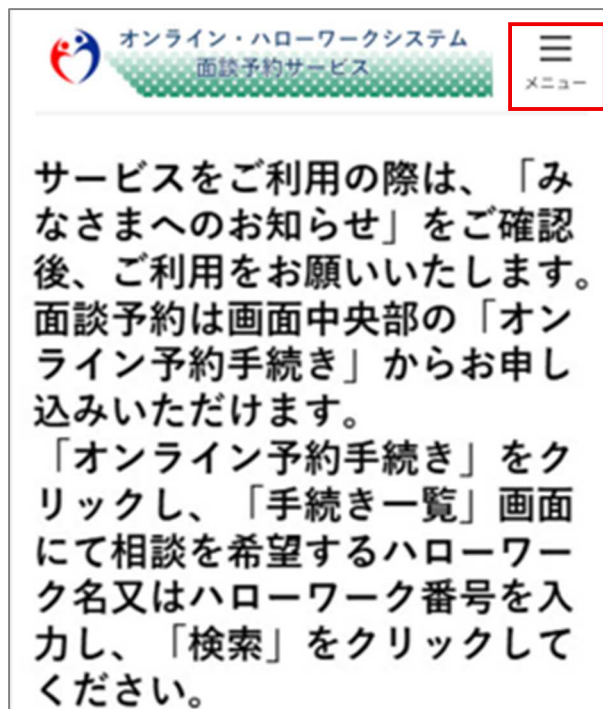 オンライン・ハローワークシステム
面談予約サービス
メニュー
サービスをご利用の際は、「み
なさまへのお知らせ」をご確認
後、ご利用をお願いいたします。
面談予約は画面中央部の「オン
ライン予約手続き」からお申し
込みいただけます。
「オンライン予約手続き」をク
リックし、「手続き一覧」画面
にて相談を希望するハローワー
ク名又はハローワーク番号を入
力し、「検索」をクリックして
ください。